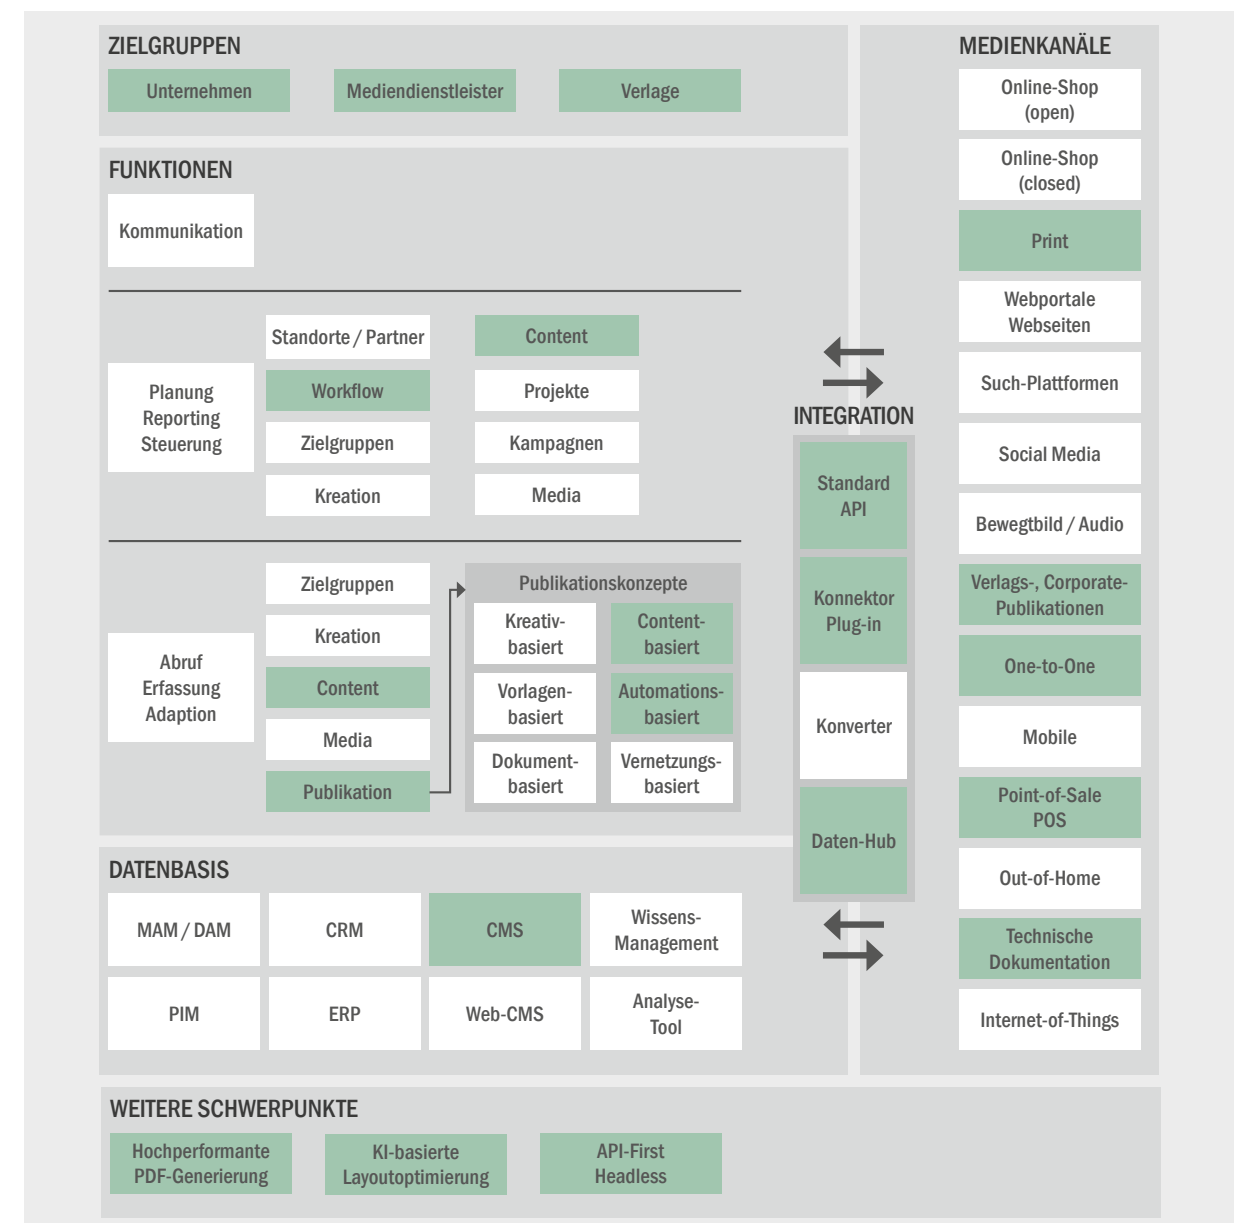 ZIELGRUPPEN
Unternehmen
Mediendienstleister
Verlage
FUNKTIONEN
Kommunikation
Planung
Reporting
Steuerung
Standorte / Partner
Workflow
Zielgruppen
Kreation
Content
Projekte
Kampagnen
Media
Abruf
Erfassung
Adaption
Zielgruppen
Kreation
Content
Media
Publikation
Publikationskonzepte
Kreativ-
basiert
Content-
basiert
Vorlagen-
basiert
Automations-
basiert
Dokument-
basiert
Vernetzungs-
basiert
INTEGRATION
Standard
API
Konnektor
Plug-in
Konverter
Daten-Hub
MEDIENKANÄLE
Online-Shop
(open)
Online-Shop
(closed)
Print
Webportale
Webseiten
Such-Plattformen
Social Media
Bewegtbild / Audio
Verlags-, Corporate-
Publikationen
One-to-One
Mobile
Point-of-Sale
POS
Out-of-Home
Technische
Dokumentation
Internet-of-Things
DATENBASIS
MAM / DAM
CRM
CMS
Wissens-
Management
PIM
ERP
Web-CMS
Analyse-
Tool
WEITERE SCHWERPUNKTE
Hochperformante
PDF-Generierung
KI-basierte
Layoutoptimierung
API-First
Headless